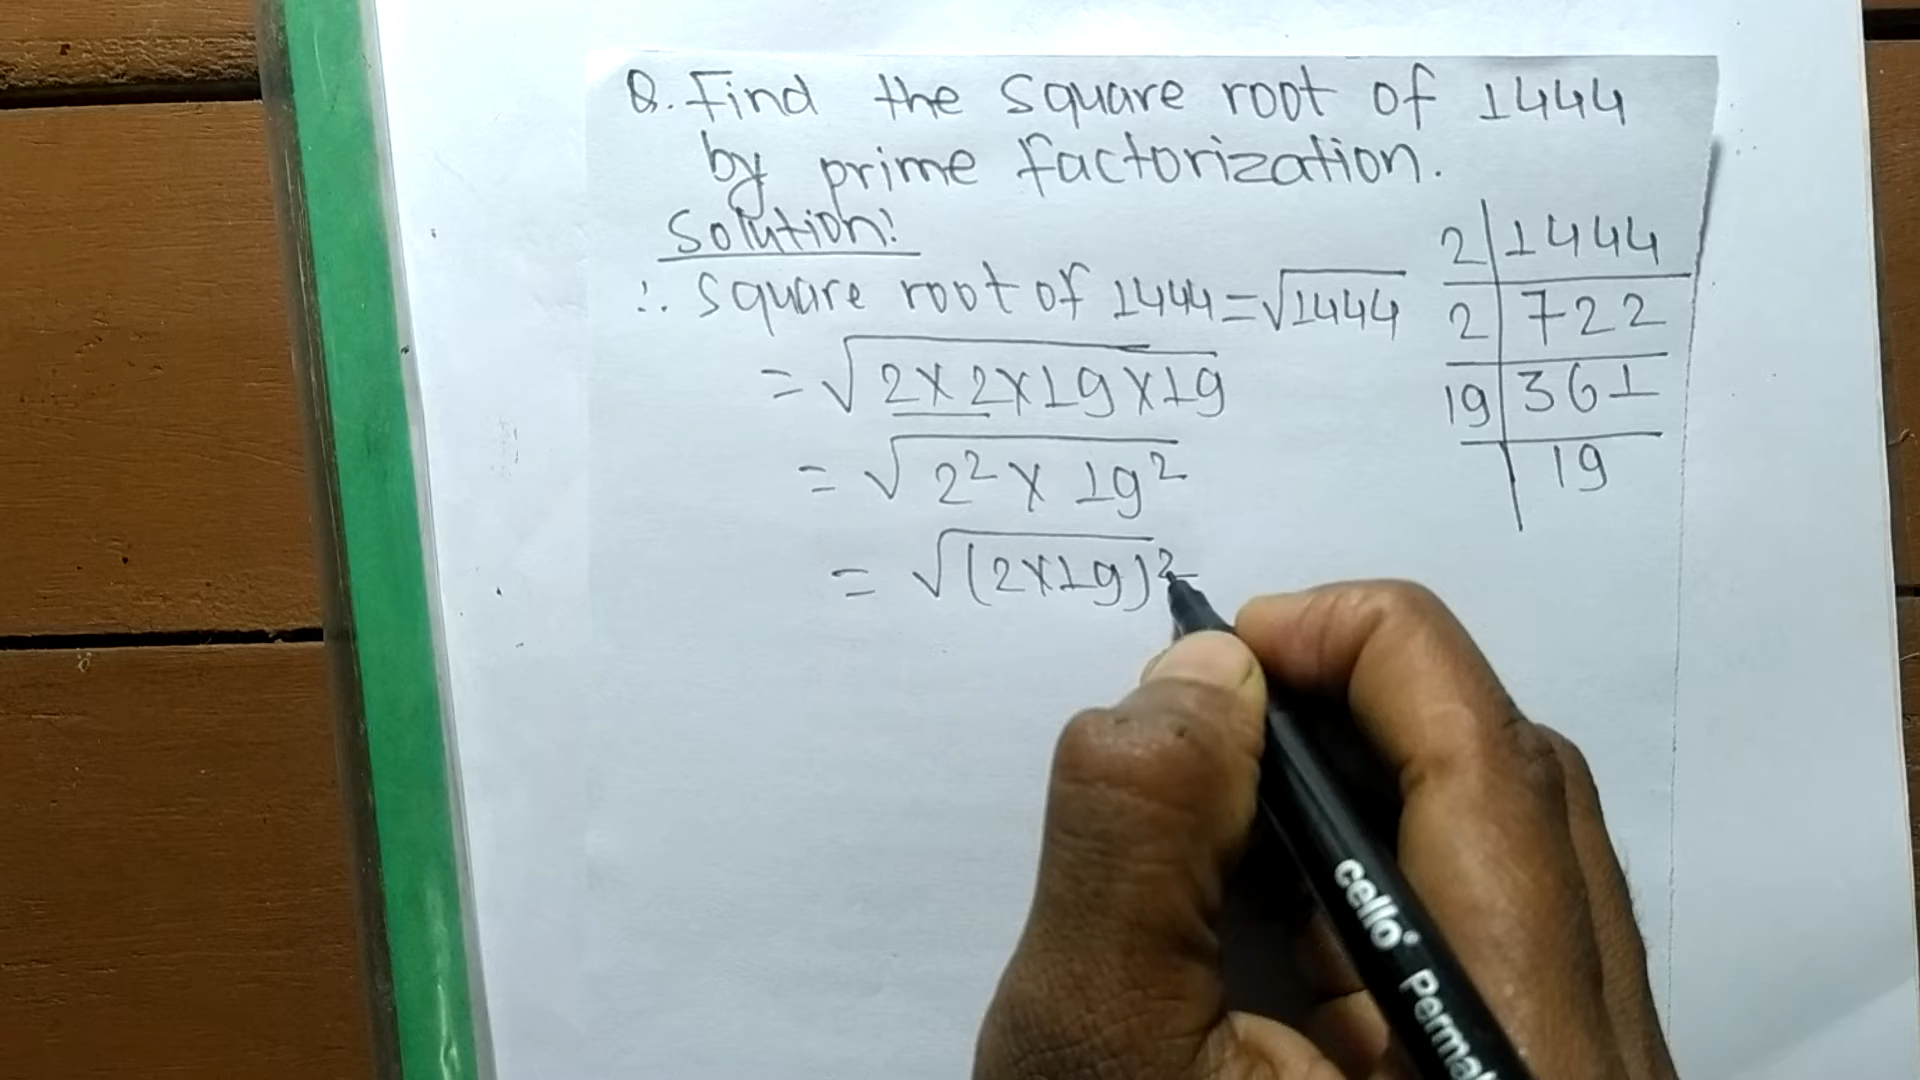 Q. Find the square root of 1444
by prime factorization.
Solution:
∴ square root of 1444 = √1444
= √2×2×19×19
= √2² × 19²
= √(2×19)²
2 | 1444
2 | 722
19 | 361
| 19
cello Perma